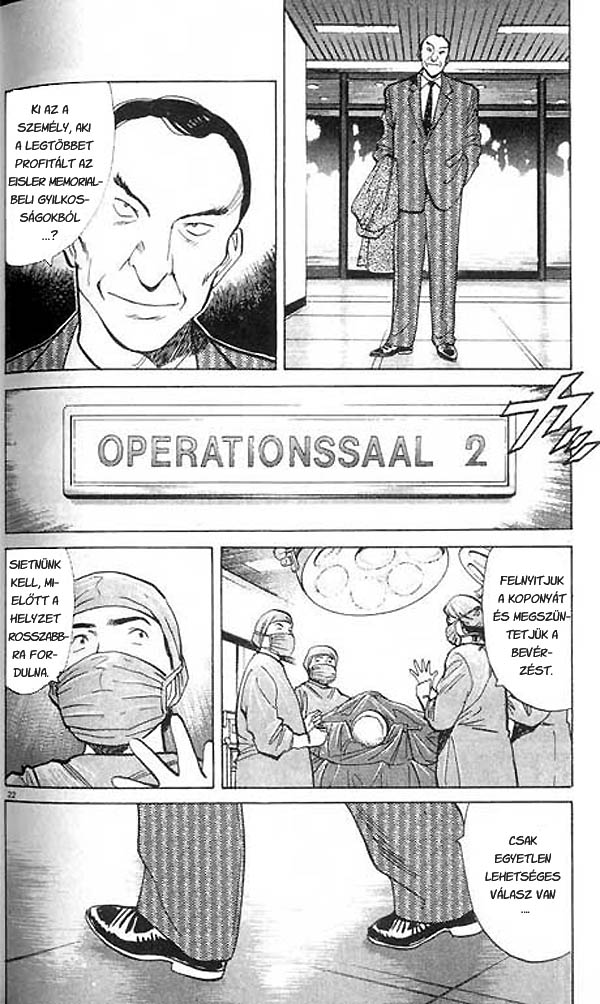 KI AZ A
SZEMÉLY, AKI
A LEGTÖBBET
PROFITÁLT AZ
EISLER MEMORIAL-
BELI GYILKOS-
SÁGOKBÓL
...?
OPERATIONSSAAL 2
カ
FELNYITJUK
A KOPONYÁT
ÉS MEGSZÜN-
TETJÜK A
BEVÉR-
ZÉST.
SIETNÜNK
KELL, MI-
ELŐTT A
HELYZET
ROSSZABB-
RA FOR-
DULNA.
22
CSAK
EGYETLEN
LEHETSÉGES
VÁLASZ VAN
....